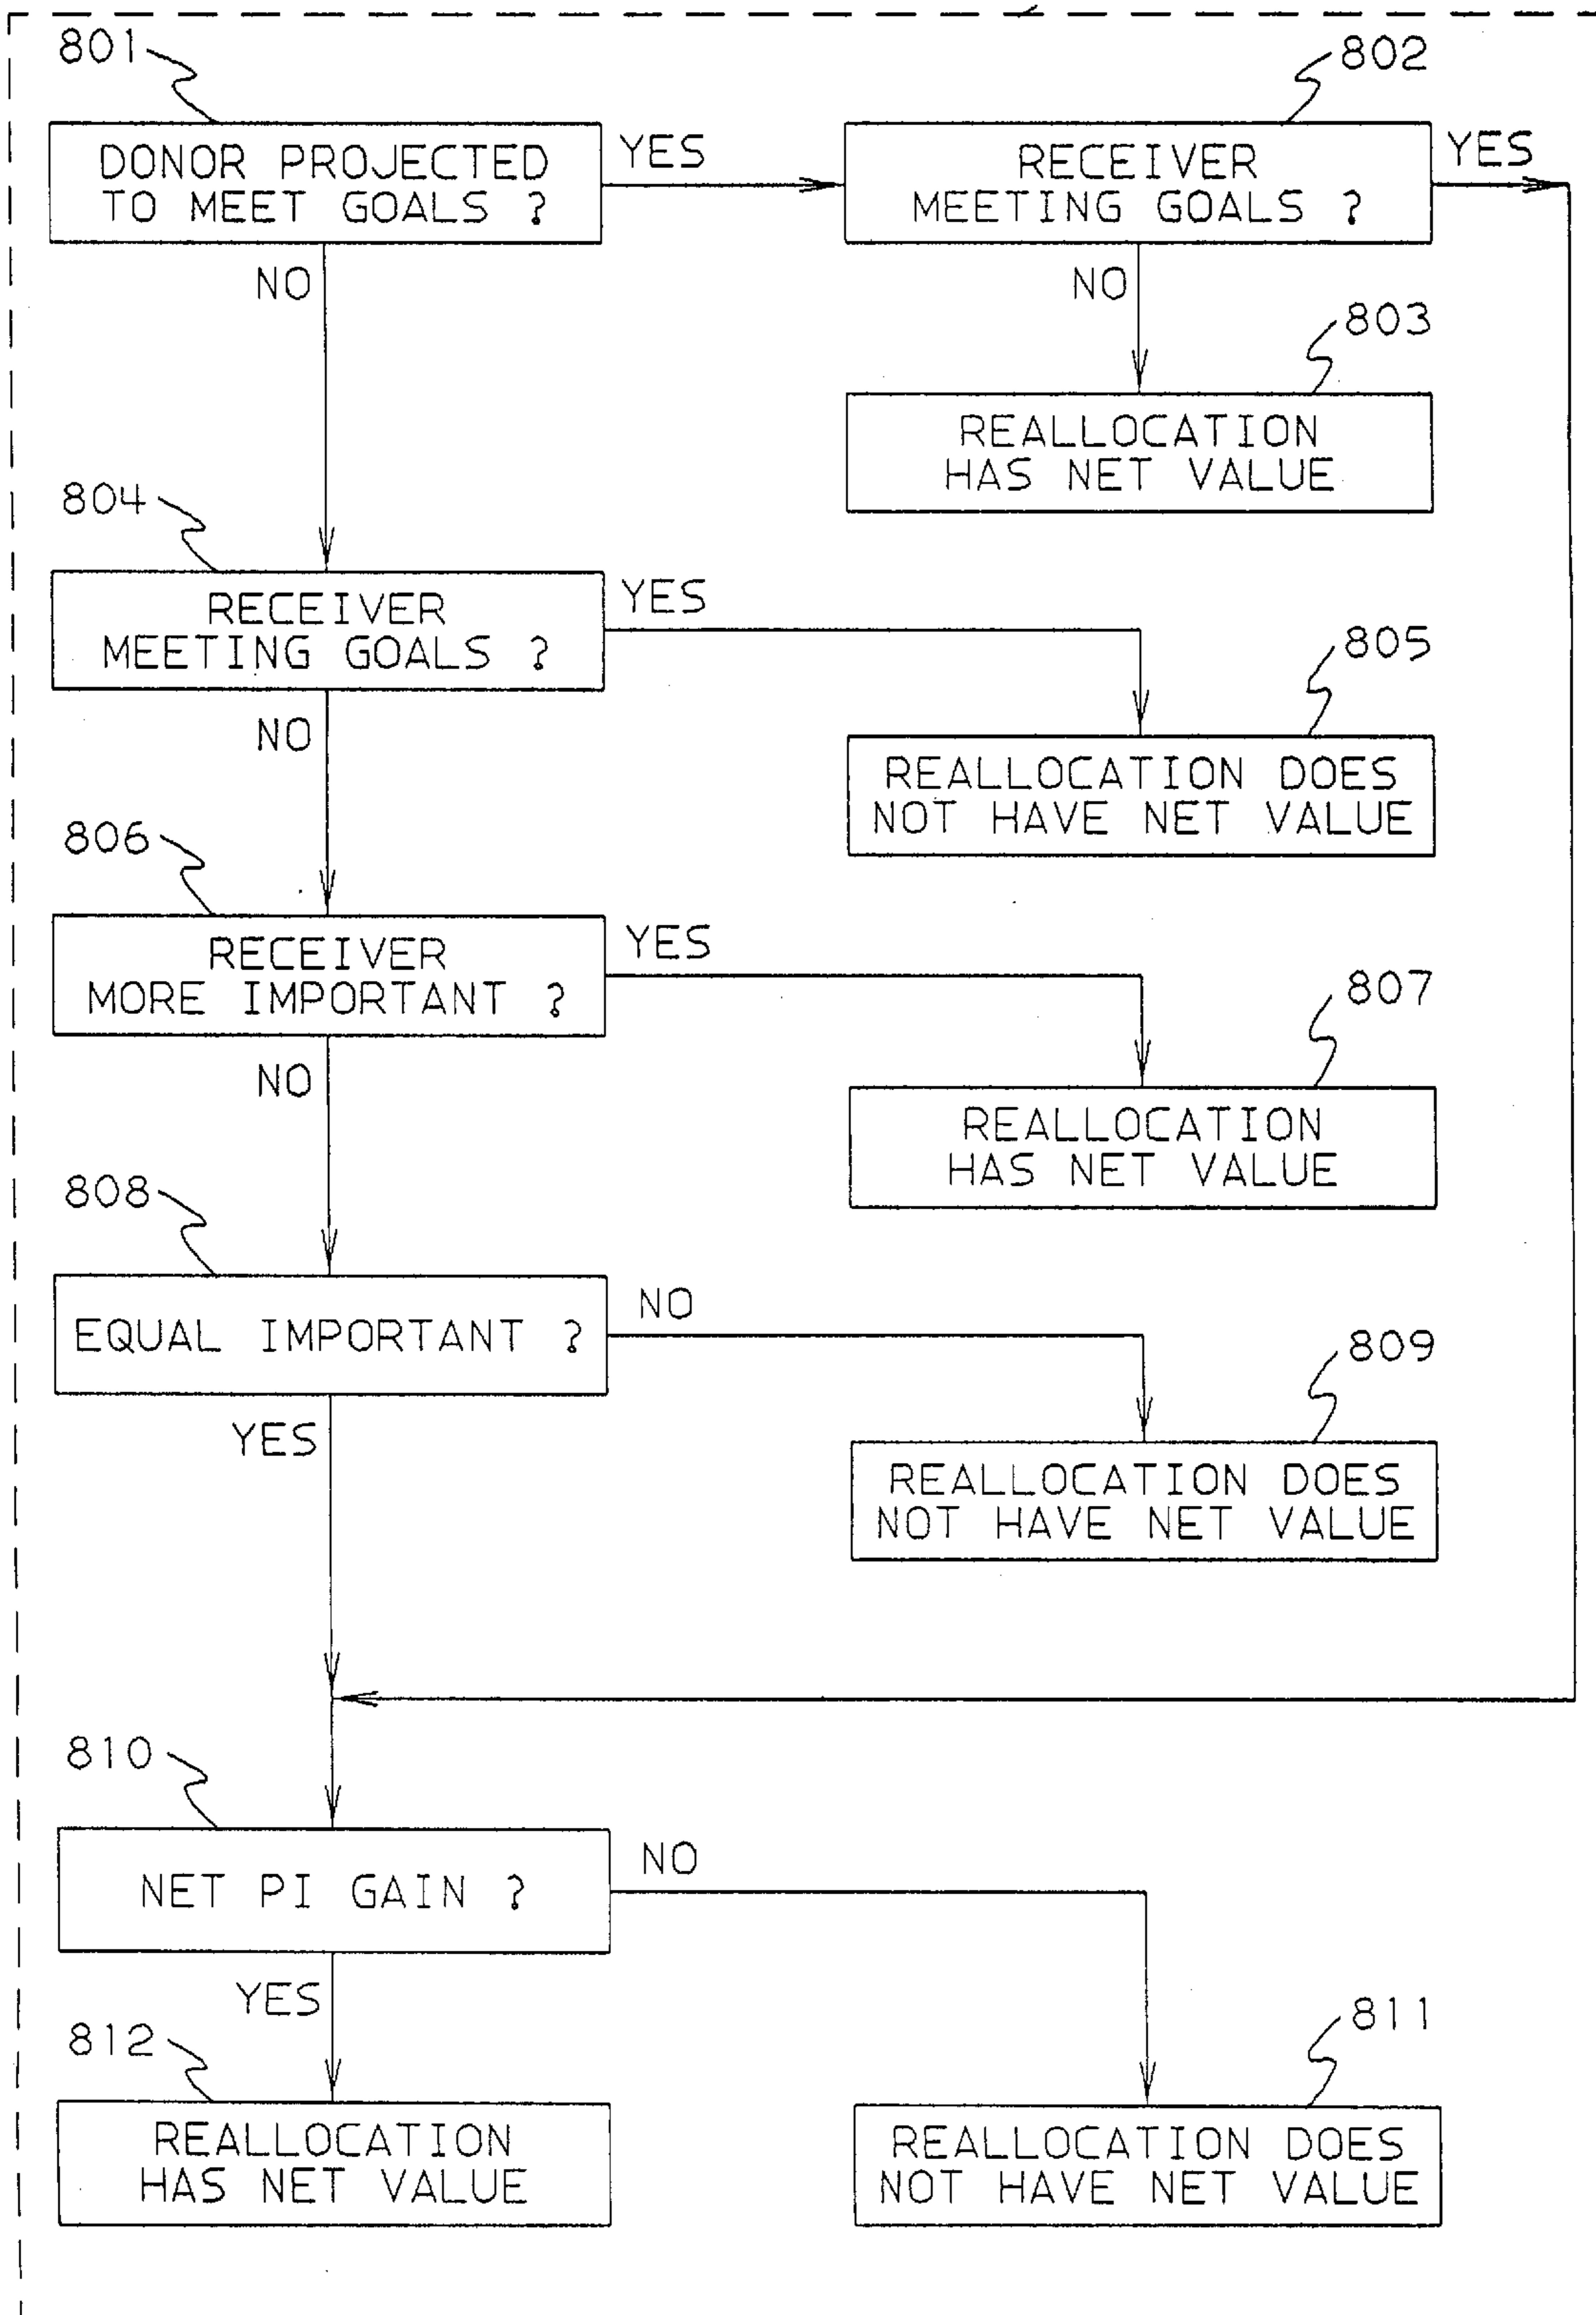 801
802
DONOR PROJECTED
TO MEET GOALS ?
YES
RECEIVER
MEETING GOALS ?
YES
NO
NO
803
REALLOCATION
HAS NET VALUE
804
RECEIVER
MEETING GOALS ?
YES
805
NO
REALLOCATION DOES
NOT HAVE NET VALUE
806
RECEIVER
MORE IMPORTANT ?
YES
807
NO
REALLOCATION
HAS NET VALUE
808
EQUAL IMPORTANT ?
NO
809
YES
REALLOCATION DOES
NOT HAVE NET VALUE
810
NET PI GAIN ?
NO
YES
811
812
REALLOCATION
HAS NET VALUE
REALLOCATION DOES
NOT HAVE NET VALUE